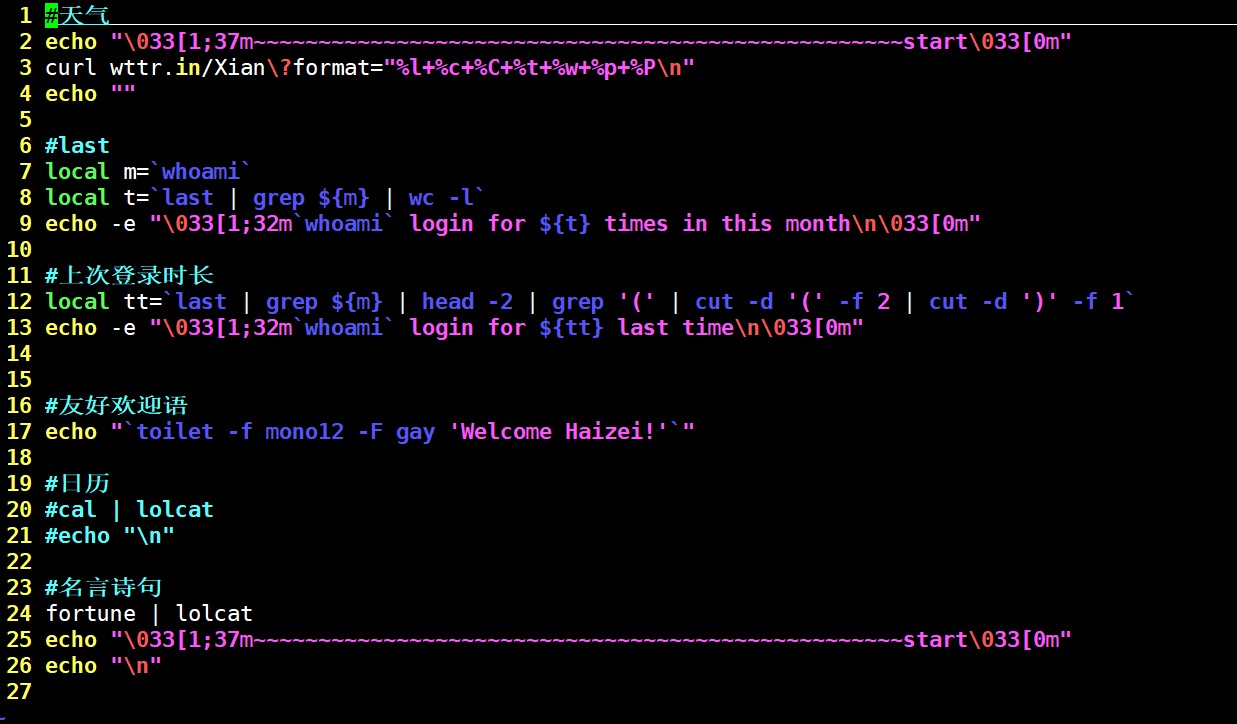 1 #天气
2 echo "\033[1;37m~~~~~~~~~~~~~~~~~~~~~~~~~~~~~~~~~~~~~~~~~~~~~~~~~~start\033[0m"
3 curl wttr.in/Xian\?format="%l+%c+%C+%t+%w+%p+%P\n"
4 echo ""
5
6 #last
7 local m=`whoami`
8 local t=`last | grep ${m} | wc -l`
9 echo -e "\033[1;32m`whoami` login for ${t} times in this month\n\033[0m"
10
11 #上次登录时长
12 local tt=`last | grep ${m} | head -2 | grep '(' | cut -d '(' -f 2 | cut -d ')' -f 1`
13 echo -e "\033[1;32m`whoami` login for ${tt} last time\n\033[0m"
14
15
16 #友好欢迎语
17 echo "`toilet -f mono12 -F gay 'Welcome Haizei!'`"
18
19 #日历
20 #cal | lolcat
21 #echo "\n"
22
23 #名言诗句
24 fortune | lolcat
25 echo "\033[1;37m~~~~~~~~~~~~~~~~~~~~~~~~~~~~~~~~~~~~~~~~~~~~~~~~~~start\033[0m"
26 echo "\n"
27
~